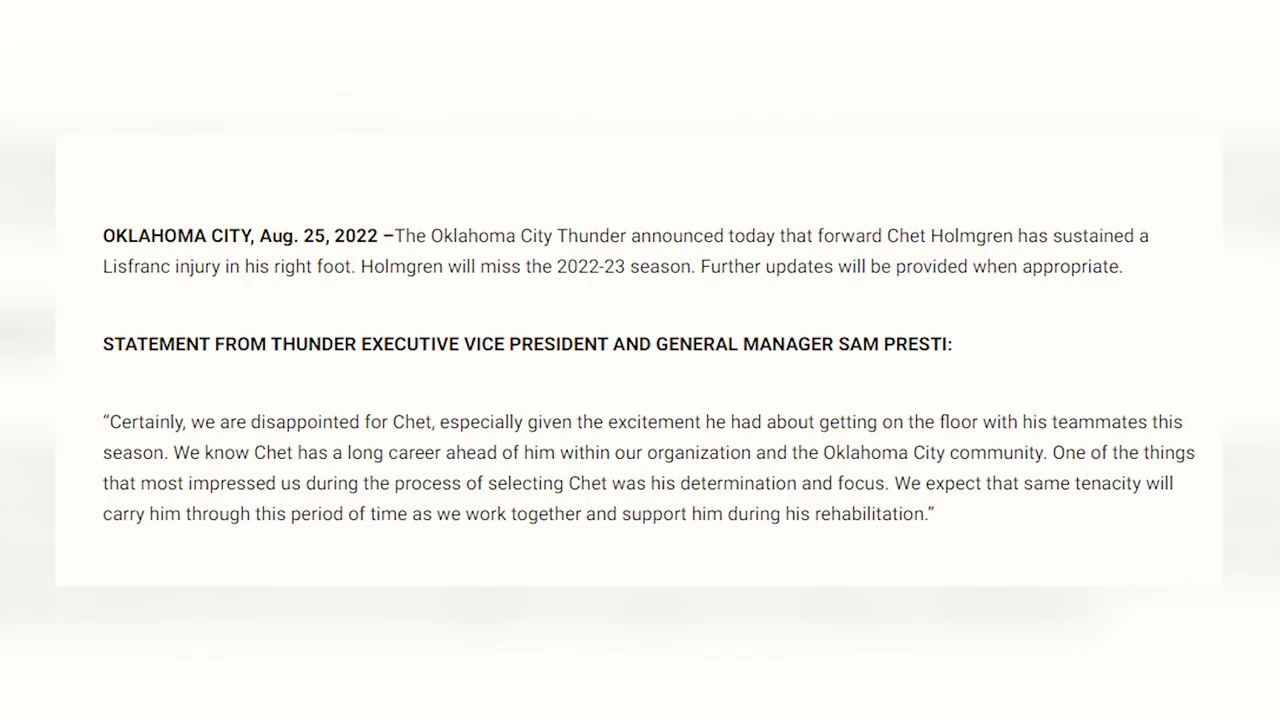 OKLAHOMA CITY, Aug. 25, 2022 –The Oklahoma City Thunder announced today that forward Chet Holmgren has sustained a
Lisfranc injury in his right foot. Holmgren will miss the 2022-23 season. Further updates will be provided when appropriate.
STATEMENT FROM THUNDER EXECUTIVE VICE PRESIDENT AND GENERAL MANAGER SAM PRESTI:
“Certainly, we are disappointed for Chet, especially given the excitement he had about getting on the floor with his teammates this
season. We know Chet has a long career ahead of him within our organization and the Oklahoma City community. One of the things
that most impressed us during the process of selecting Chet was his determination and focus. We expect that same tenacity will
carry him through this period of time as we work together and support him during his rehabilitation.”